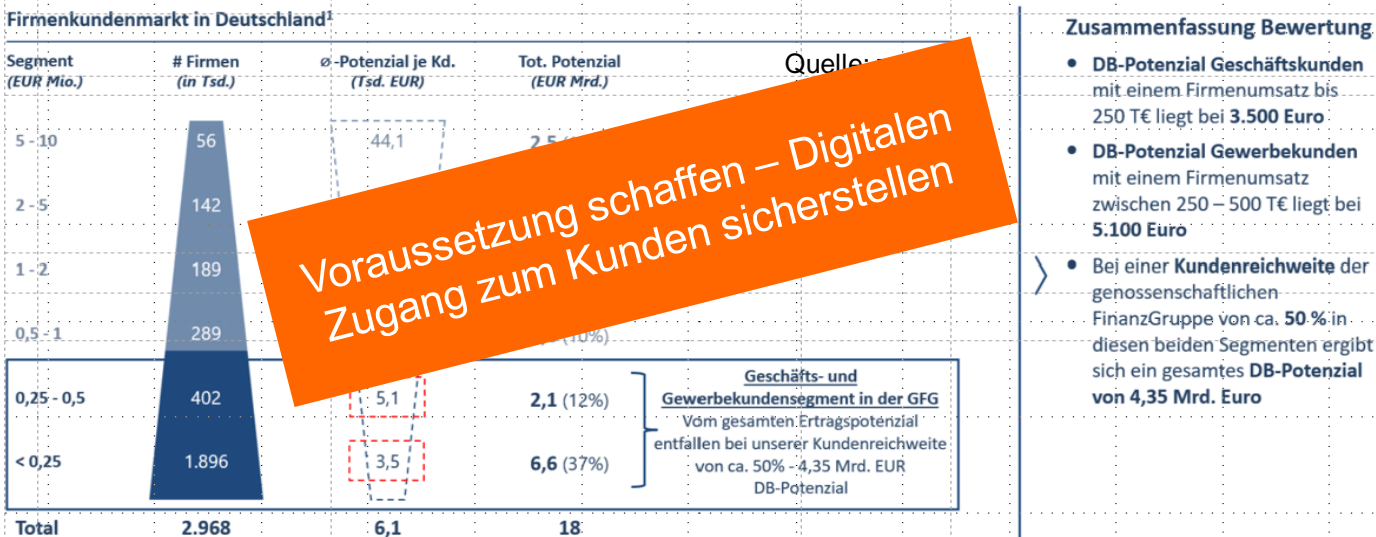 Firmenkundenmarkt in Deutschland¹
Segment # Firmen ø -Potenzial je Kd. Tot. Potenzial
(EUR Mio.) (in Tsd.) (Tsd. EUR) (EUR Mrd.)
Quelle:
5 - 10 56 44,1 2,5
2 - 5 142
1 - 2 189
0,5 - 1 289 (10%)
Voraussetzung schaffen – Digitalen
Zugang zum Kunden sicherstellen
0,25 - 0,5 402 5,1 2,1 (12%)
< 0,25 1.896 3,5 6,6 (37%)
Geschäfts- und
Gewerbekundensegment in der GFG
Vom gesamten Ertragspotenzial
entfallen bei unserer Kundenreichweite
von ca. 50% - 4,35 Mrd. EUR
DB-Potenzial
Total 2.968 6,1 18
Zusammenfassung Bewertung
• DB-Potenzial Geschäftskunden
mit einem Firmenumsatz bis
250 T€ liegt bei 3.500 Euro
• DB-Potenzial Gewerbekunden
mit einem Firmenumsatz
zwischen 250 – 500 T€ liegt bei
5.100 Euro
• Bei einer Kundenreichweite der
genossenschaftlichen
FinanzGruppe von ca. 50 % in
diesen beiden Segmenten ergibt
sich ein gesamtes DB-Potenzial
von 4,35 Mrd. Euro